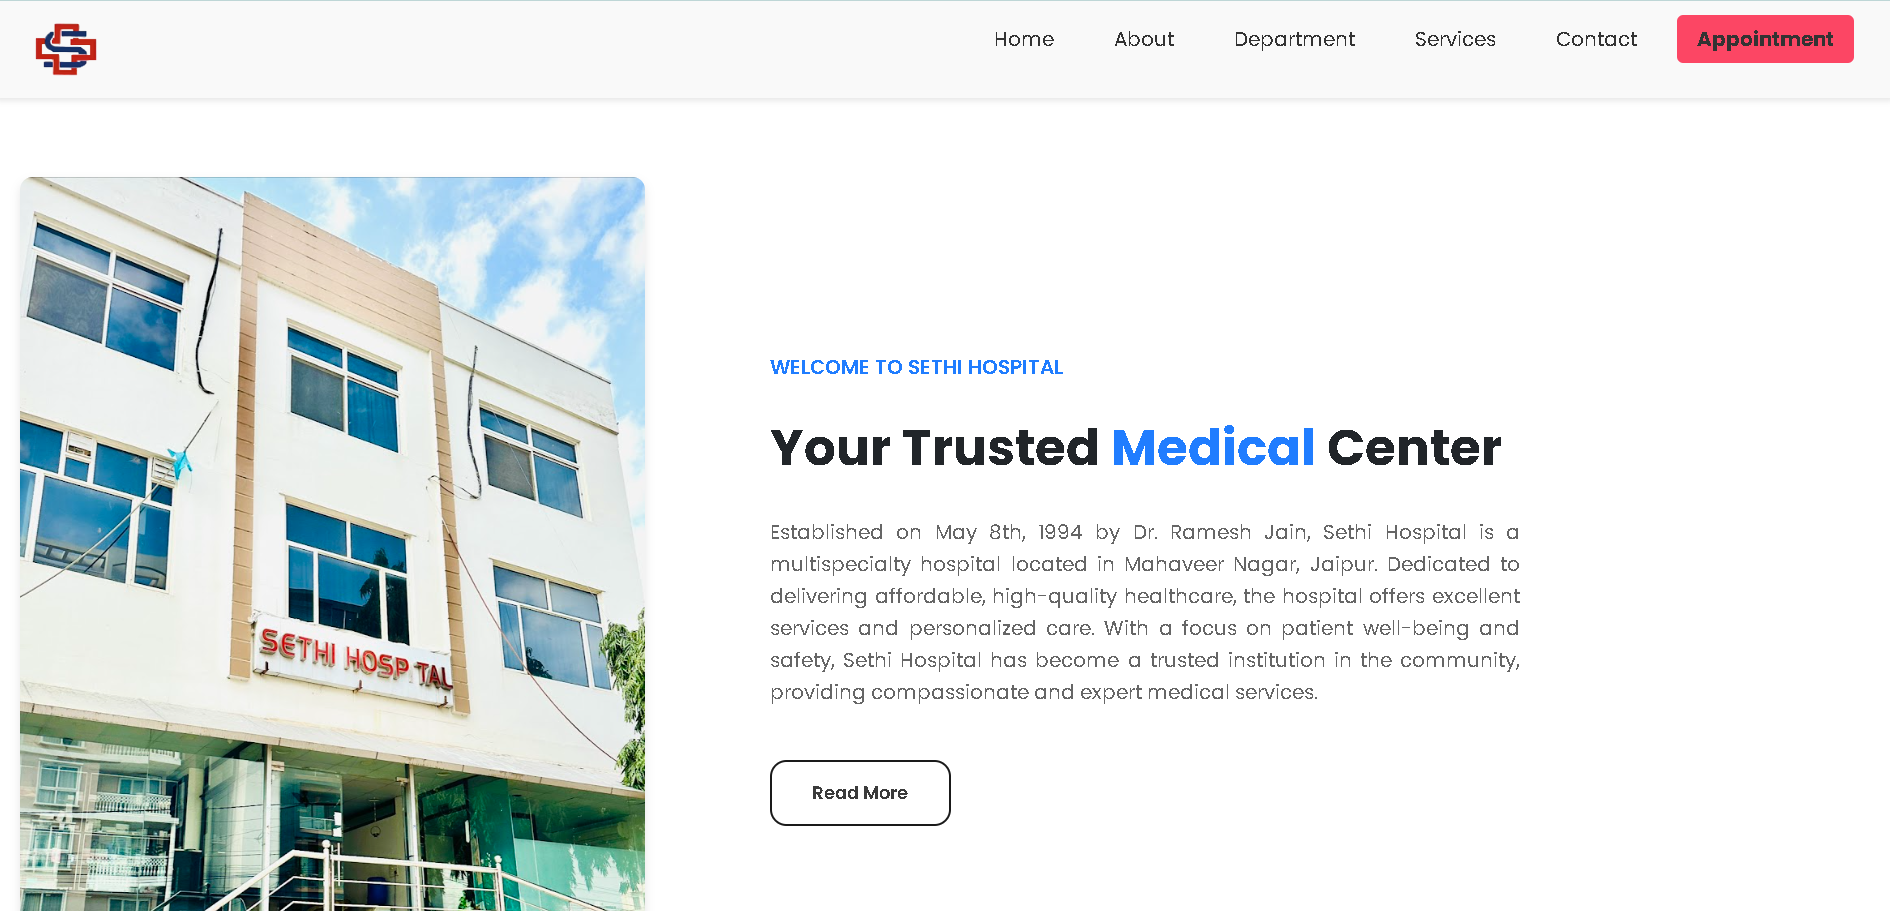 Home About Department Services Contact Appointment
WELCOME TO SETHI HOSPITAL
Your Trusted Medical Center
Established on May 8th, 1994 by Dr. Ramesh Jain, Sethi Hospital is a
multispecialty hospital located in Mahaveer Nagar, Jaipur. Dedicated to
delivering affordable, high-quality healthcare, the hospital offers excellent
services and personalized care. With a focus on patient well-being and
safety, Sethi Hospital has become a trusted institution in the community,
providing compassionate and expert medical services.
Read More
SETHI HOSP TAL